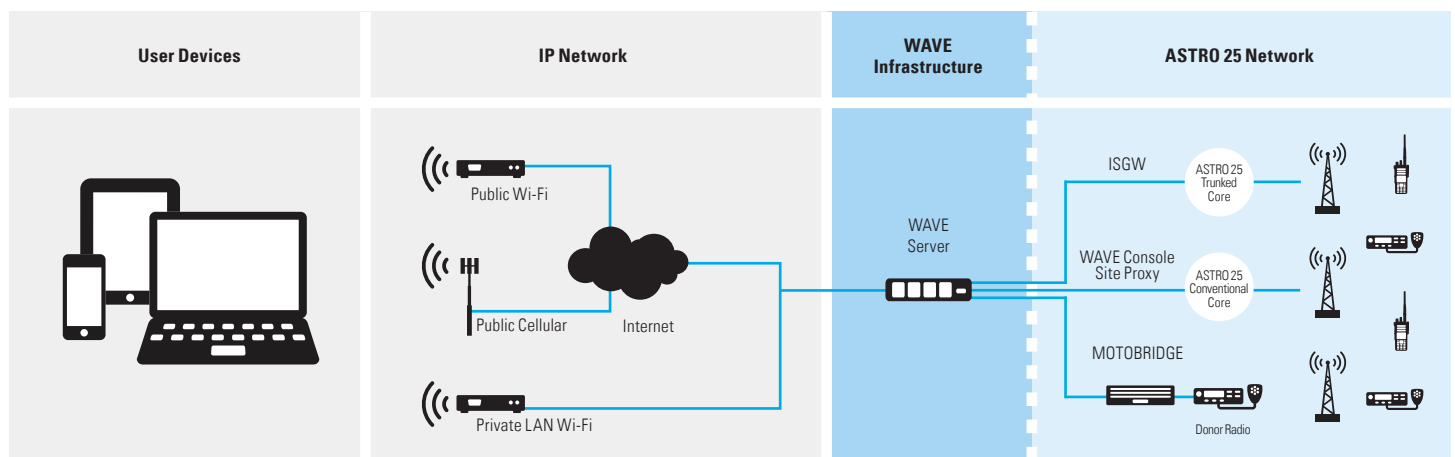 User Devices
IP Network
WAVE
Infrastructure
ASTRO 25 Network
Public Wi-Fi
Public Cellular
Internet
Private LAN Wi-Fi
WAVE
Server
ISGW
ASTRO 25
Trunked
Core
WAVE Console
Site Proxy
ASTRO 25
Conventional
Core
MOTOBRIDGE
Donor Radio